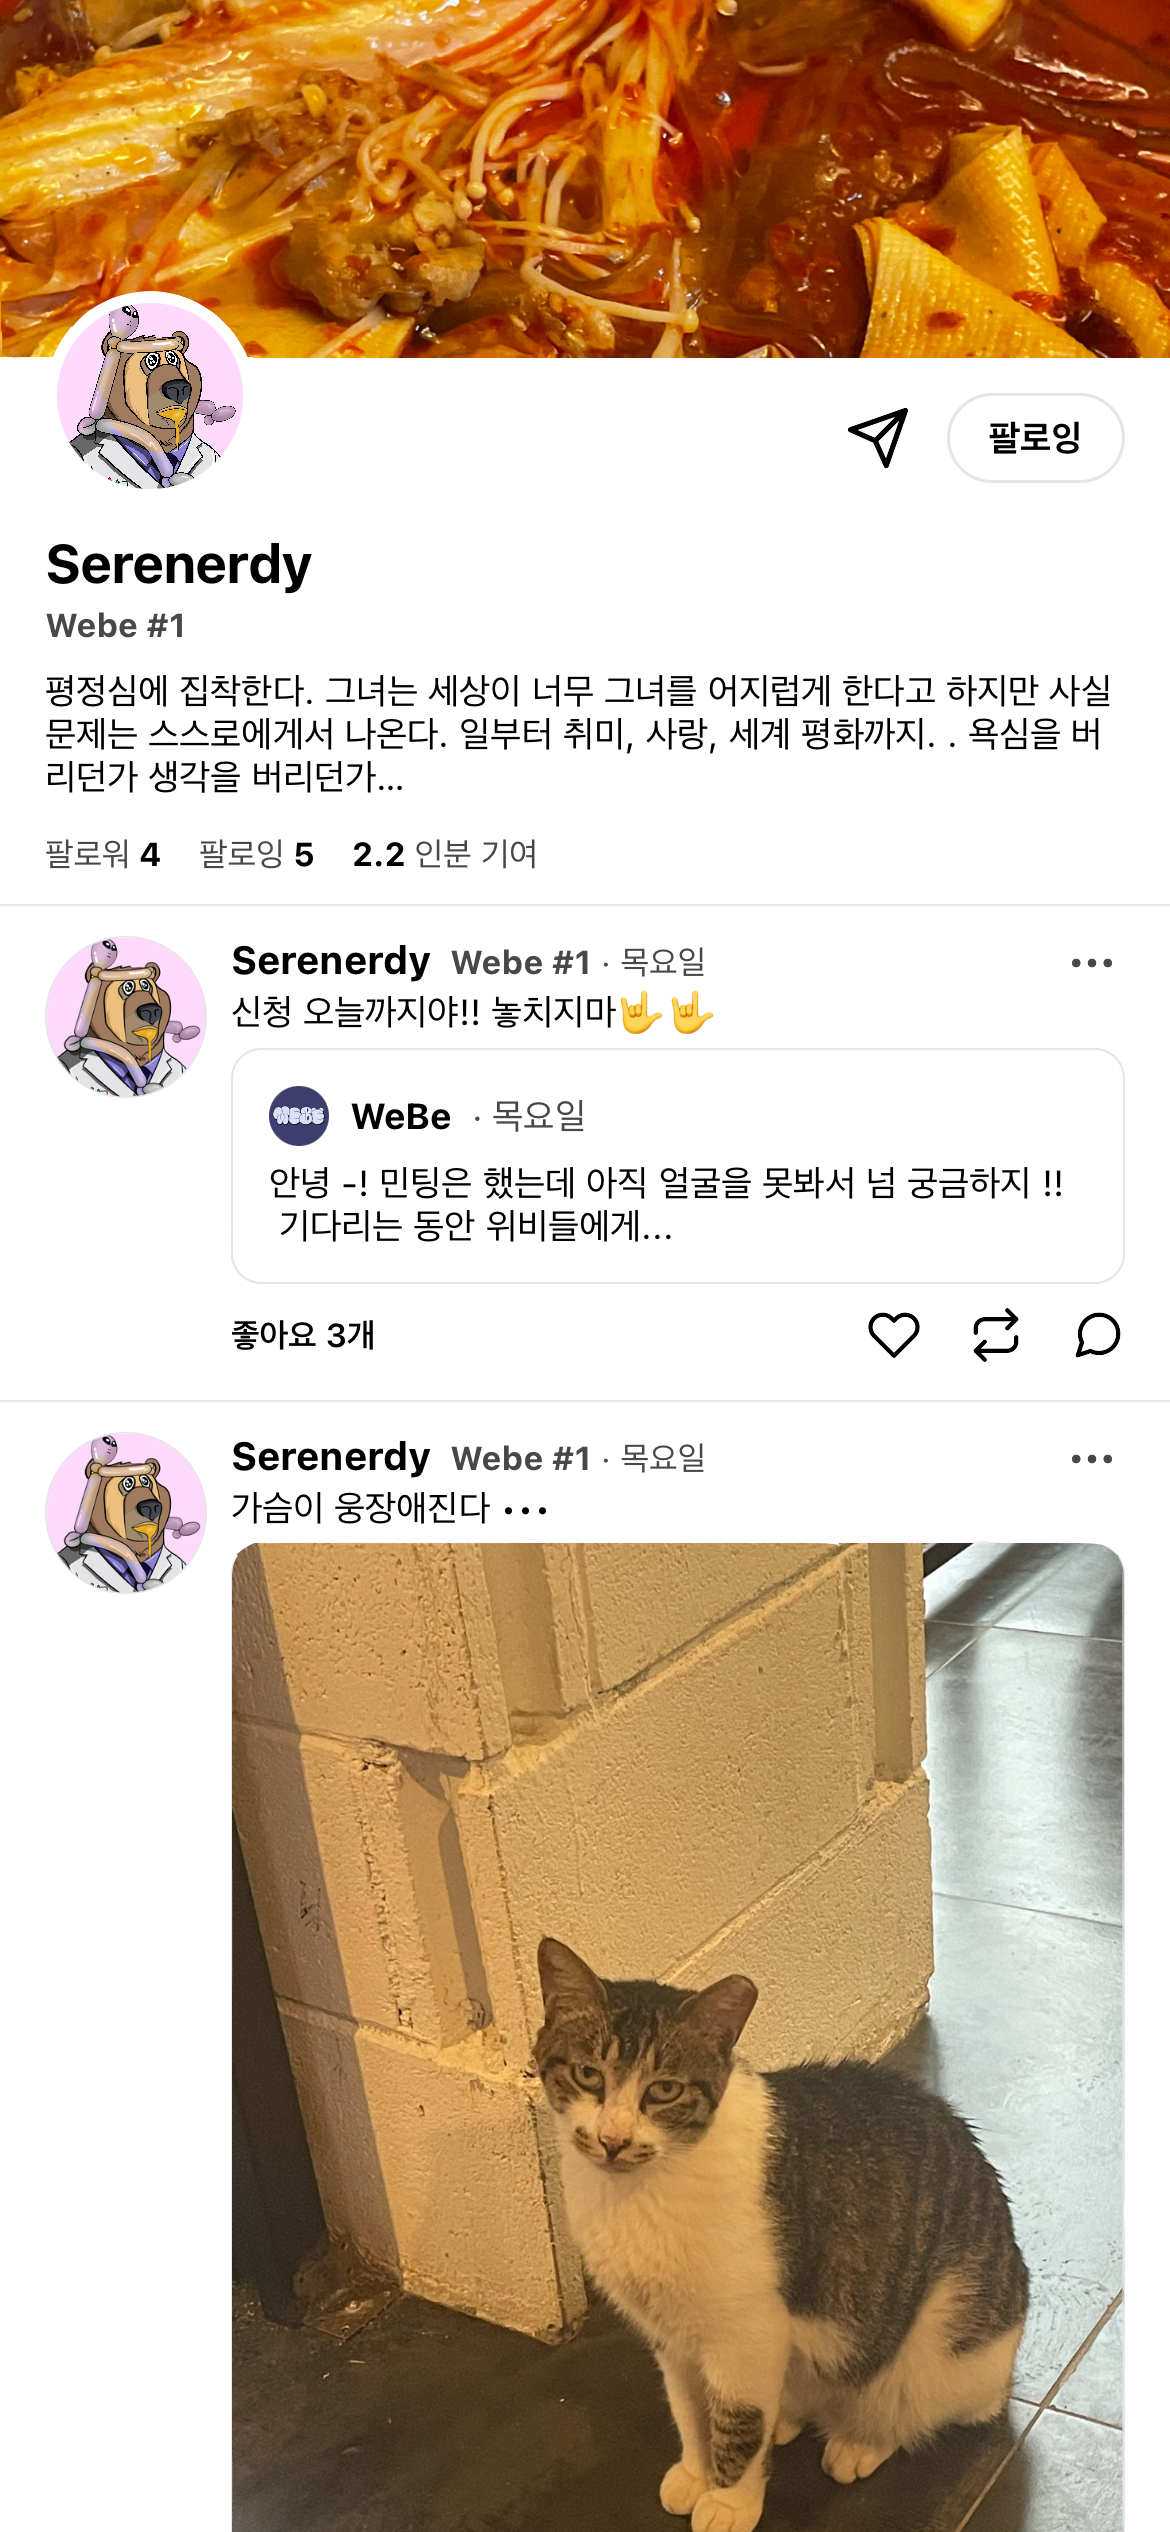 팔로잉
Serenerdy
Webe #1
평정심에 집착한다. 그녀는 세상이 너무 그녀를 어지럽게 한다고 하지만 사실
문제는 스스로에게서 나온다. 일부터 취미, 사랑, 세계 평화까지. . 욕심을 버
리던가 생각을 버리던가...
팔로워 4 팔로잉 5 2.2 인분 기여
Serenerdy Webe #1 · 목요일
신청 오늘까지야!! 놓치지마🤟🤟
WEBE WeBe · 목요일
안녕 -! 민팅은 했는데 아직 얼굴을 못봐서 넘 궁금하지 !!
기다리는 동안 위비들에게...
좋아요 3개
Serenerdy Webe #1 · 목요일
가슴이 웅장애진다 •••